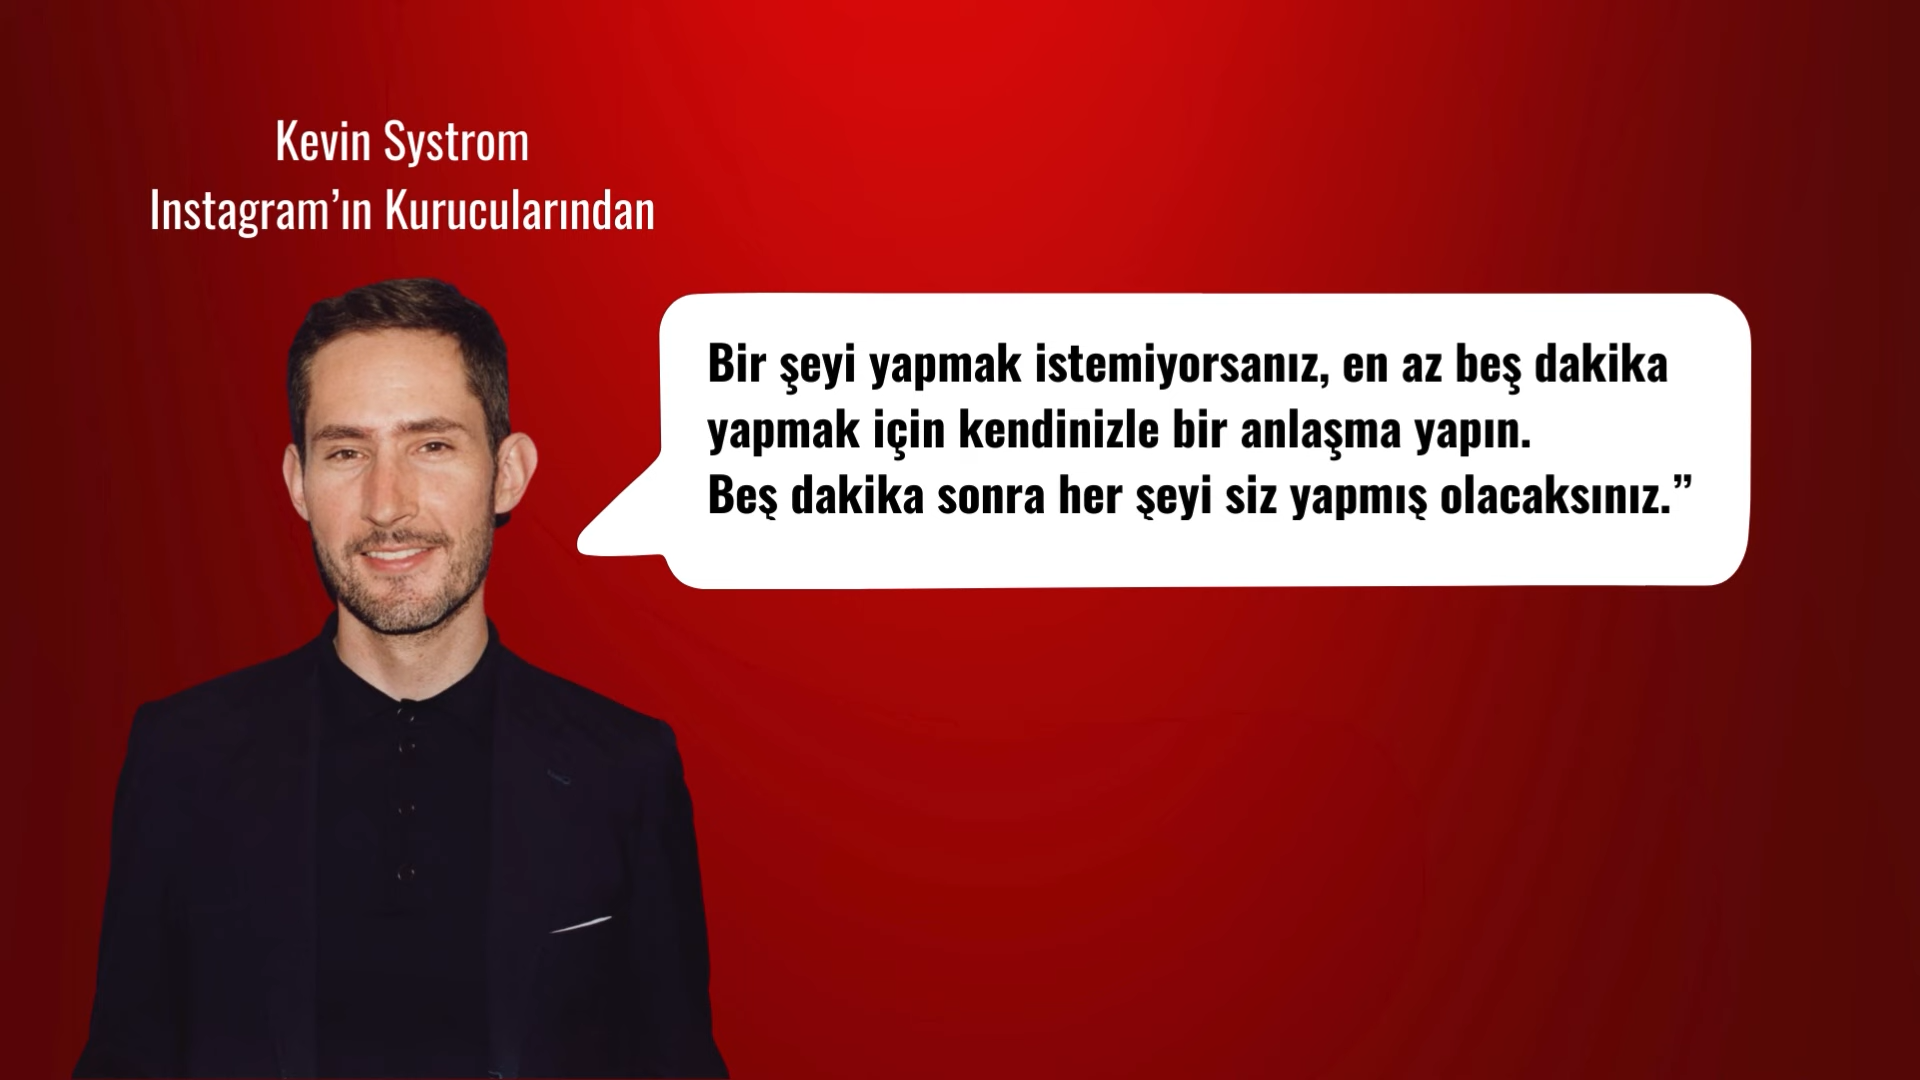 Kevin Systrom
Instagram’ın Kurucularından
Bir şeyi yapmak istemiyorsanız, en az beş dakika
yapmak için kendinizle bir anlaşma yapın.
Beş dakika sonra her şeyi siz yapmış olacaksınız.”